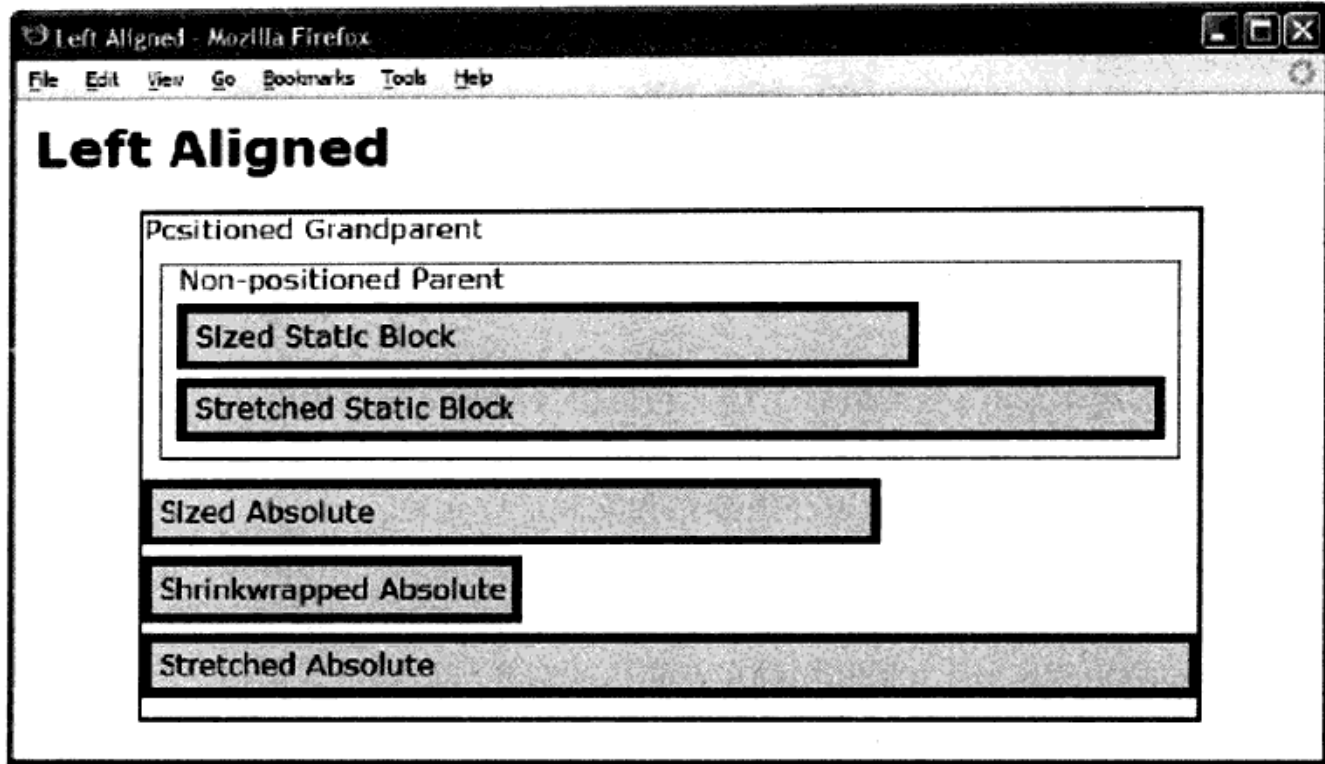 Left Aligned - Mozilla Firefox
File Edit View Go Bookmarks Tools Help
Left Aligned
Positioned Grandparent
Non-positioned Parent
Sized Static Block
Stretched Static Block
Sized Absolute
Shrinkwrapped Absolute
Stretched Absolute